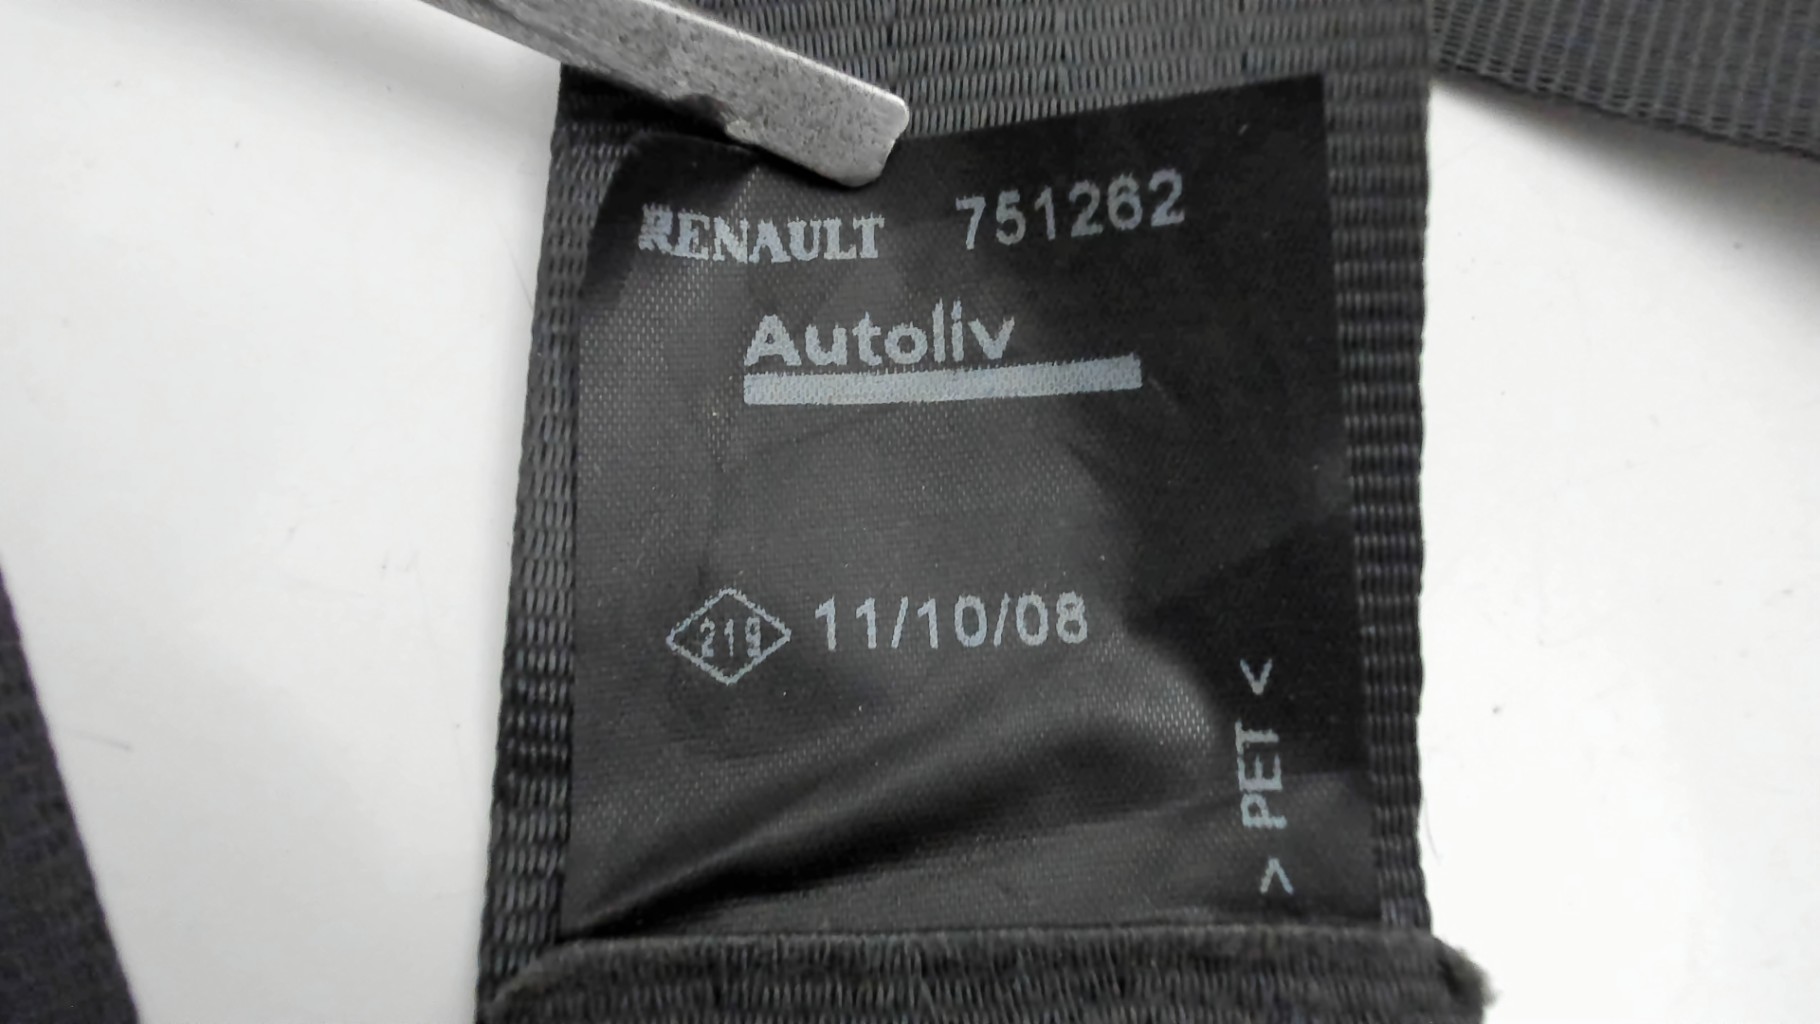 RENAULT 751262
Autoliv
219 11/10/08
> PET <